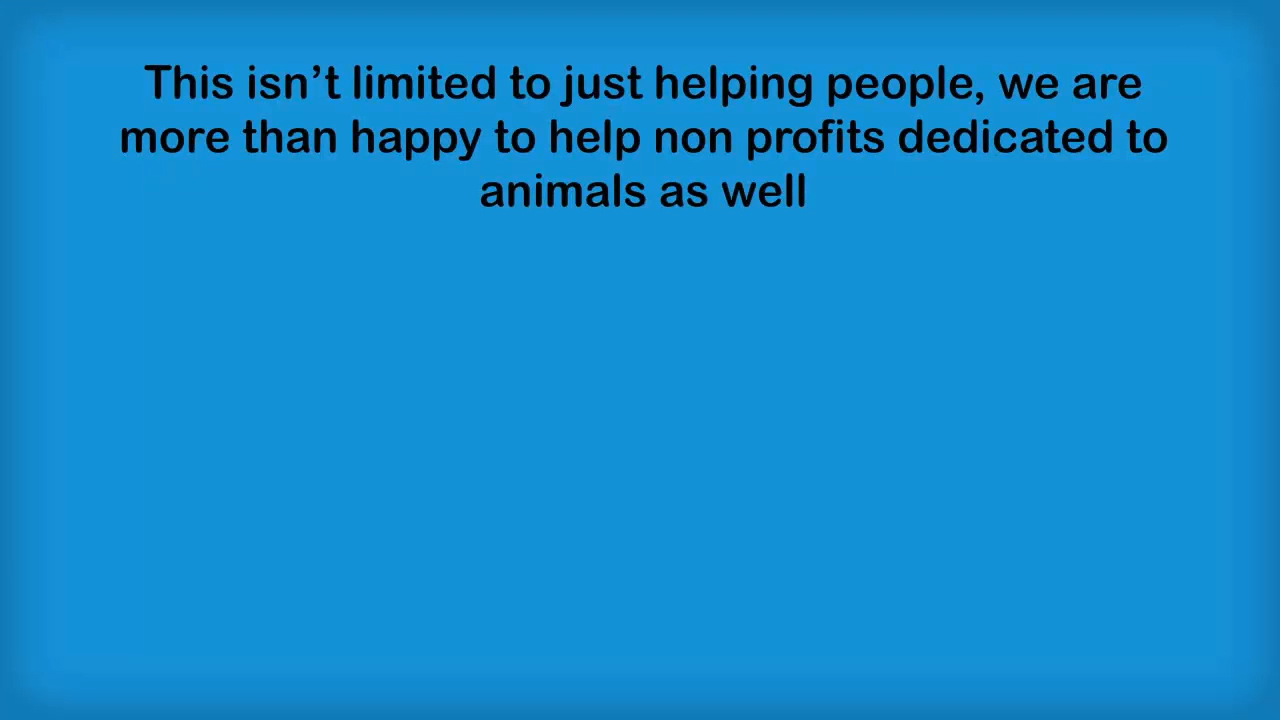 This isn’t limited to just helping people, we are
more than happy to help non profits dedicated to
animals as well